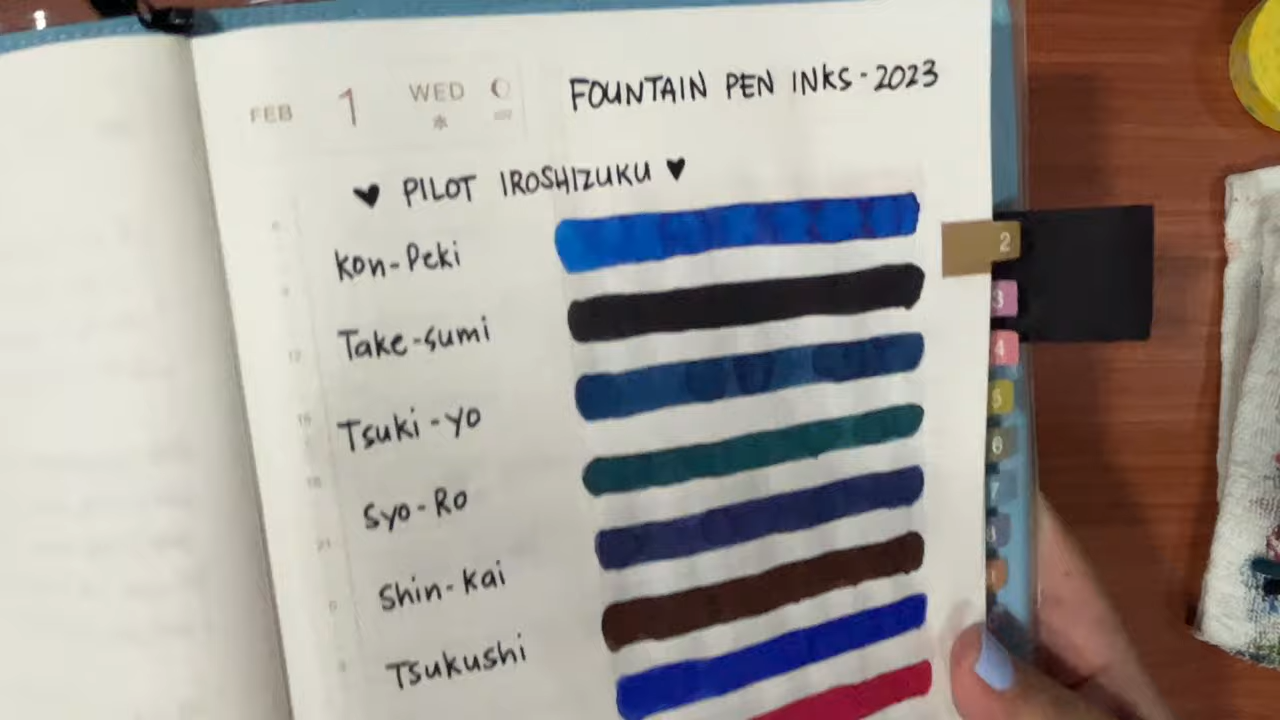 FEB 1 WED
FOUNTAIN PEN INKS - 2023
♥ PILOT IROSHIZUKU ♥
Kon-Peki
Take-sumi
Tsuki-yo
Syo-Ro
Shin-kai
Tsukushi
2
3
4
5
6
7